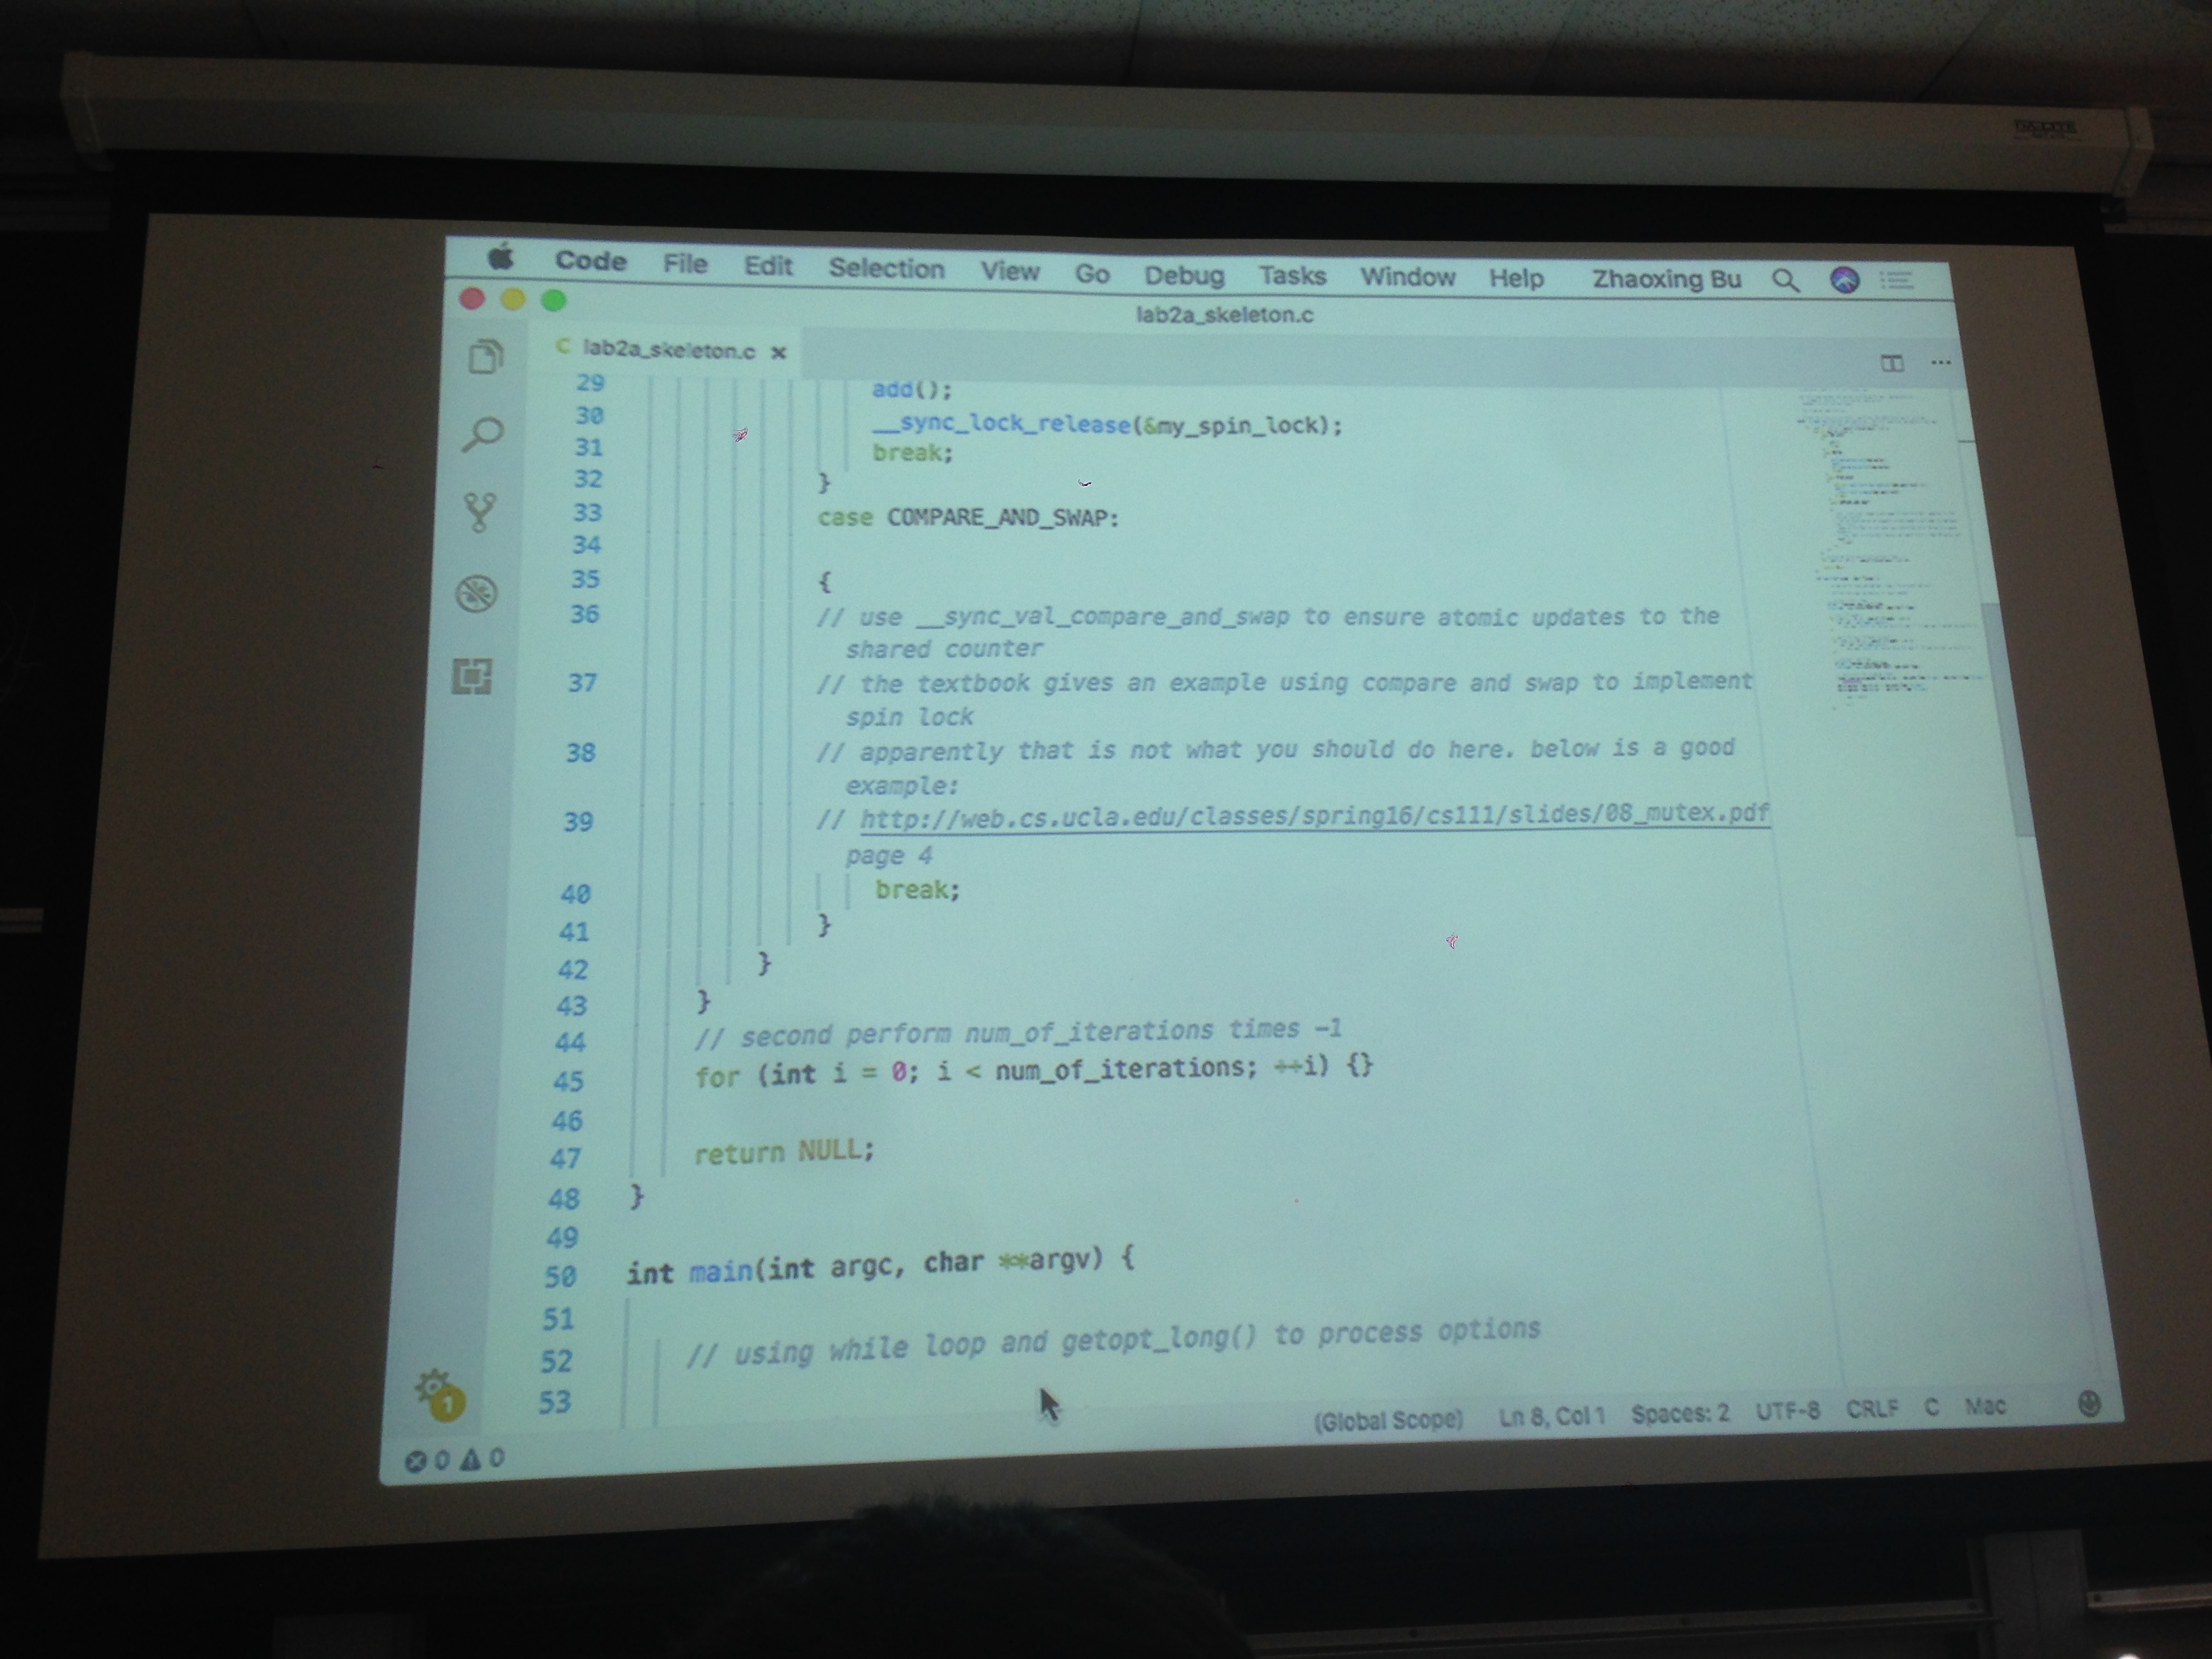 DA-LITE
Code File Edit Selection View Go Debug Tasks Window Help Zhaoxing Bu
lab2a_skeleton.c
C lab2a_skeleton.c ×
29 add();
30 __sync_lock_release(&my_spin_lock);
31 break;
32 }
33 case COMPARE_AND_SWAP:
34
35 {
36 // use __sync_val_compare_and_swap to ensure atomic updates to the
shared counter
37 // the textbook gives an example using compare and swap to implement
spin lock
38 // apparently that is not what you should do here. below is a good
example:
39 // http://web.cs.ucla.edu/classes/spring16/cs111/slides/08_mutex.pdf
page 4
40 break;
41 }
42 }
43 }
44 // second perform num_of_iterations times -1
45 for (int i = 0; i < num_of_iterations; ++i) {}
46
47 return NULL;
48 }
49
50 int main(int argc, char **argv) {
51
52 // using while loop and getopt_long() to process options
53
1
(Global Scope) Ln 8, Col 1 Spaces: 2 UTF-8 CRLF C Mac
0 0